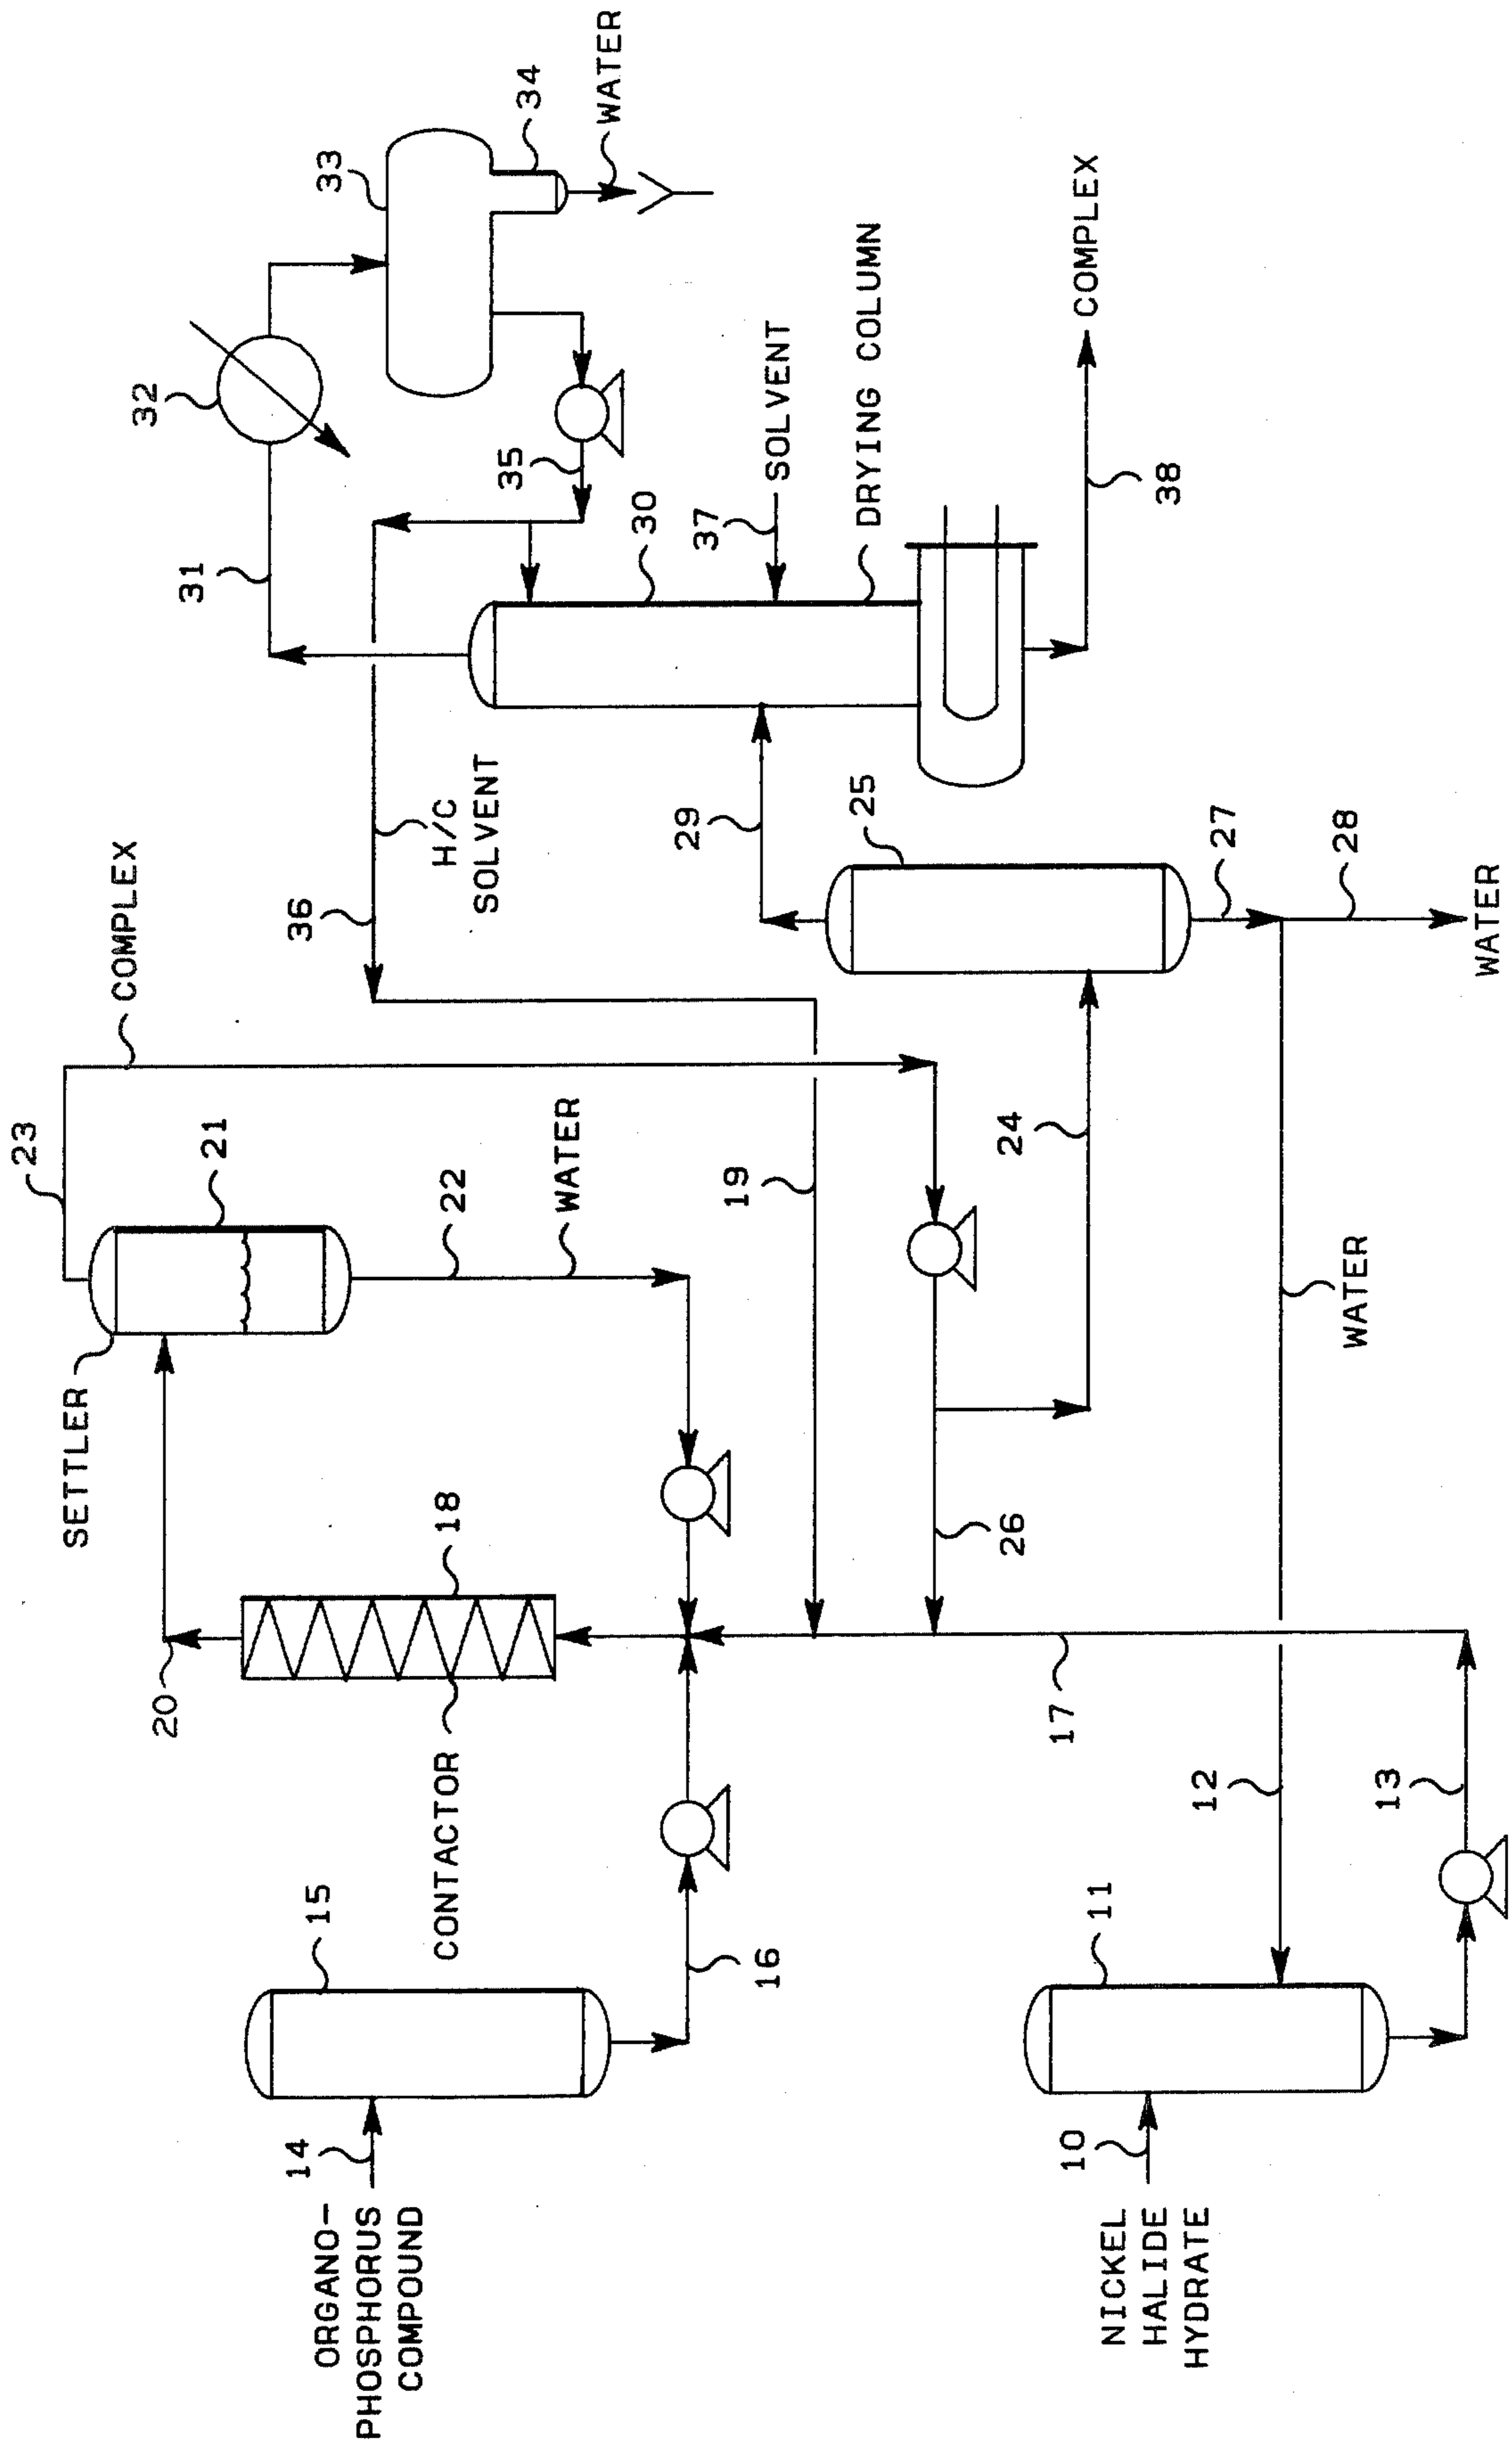 23
COMPLEX
SETTLER
21
20
22
WATER
18
CONTACTOR
14
15
ORGANO-
PHOSPHORUS
COMPOUND
16
36
H/C
SOLVENT
31
32
33
34
WATER
35
30
37
SOLVENT
DRYING COLUMN
29
25
19
24
26
17
27
28
WATER
38
COMPLEX
WATER
12
13
11
10
NICKEL
HALIDE
HYDRATE